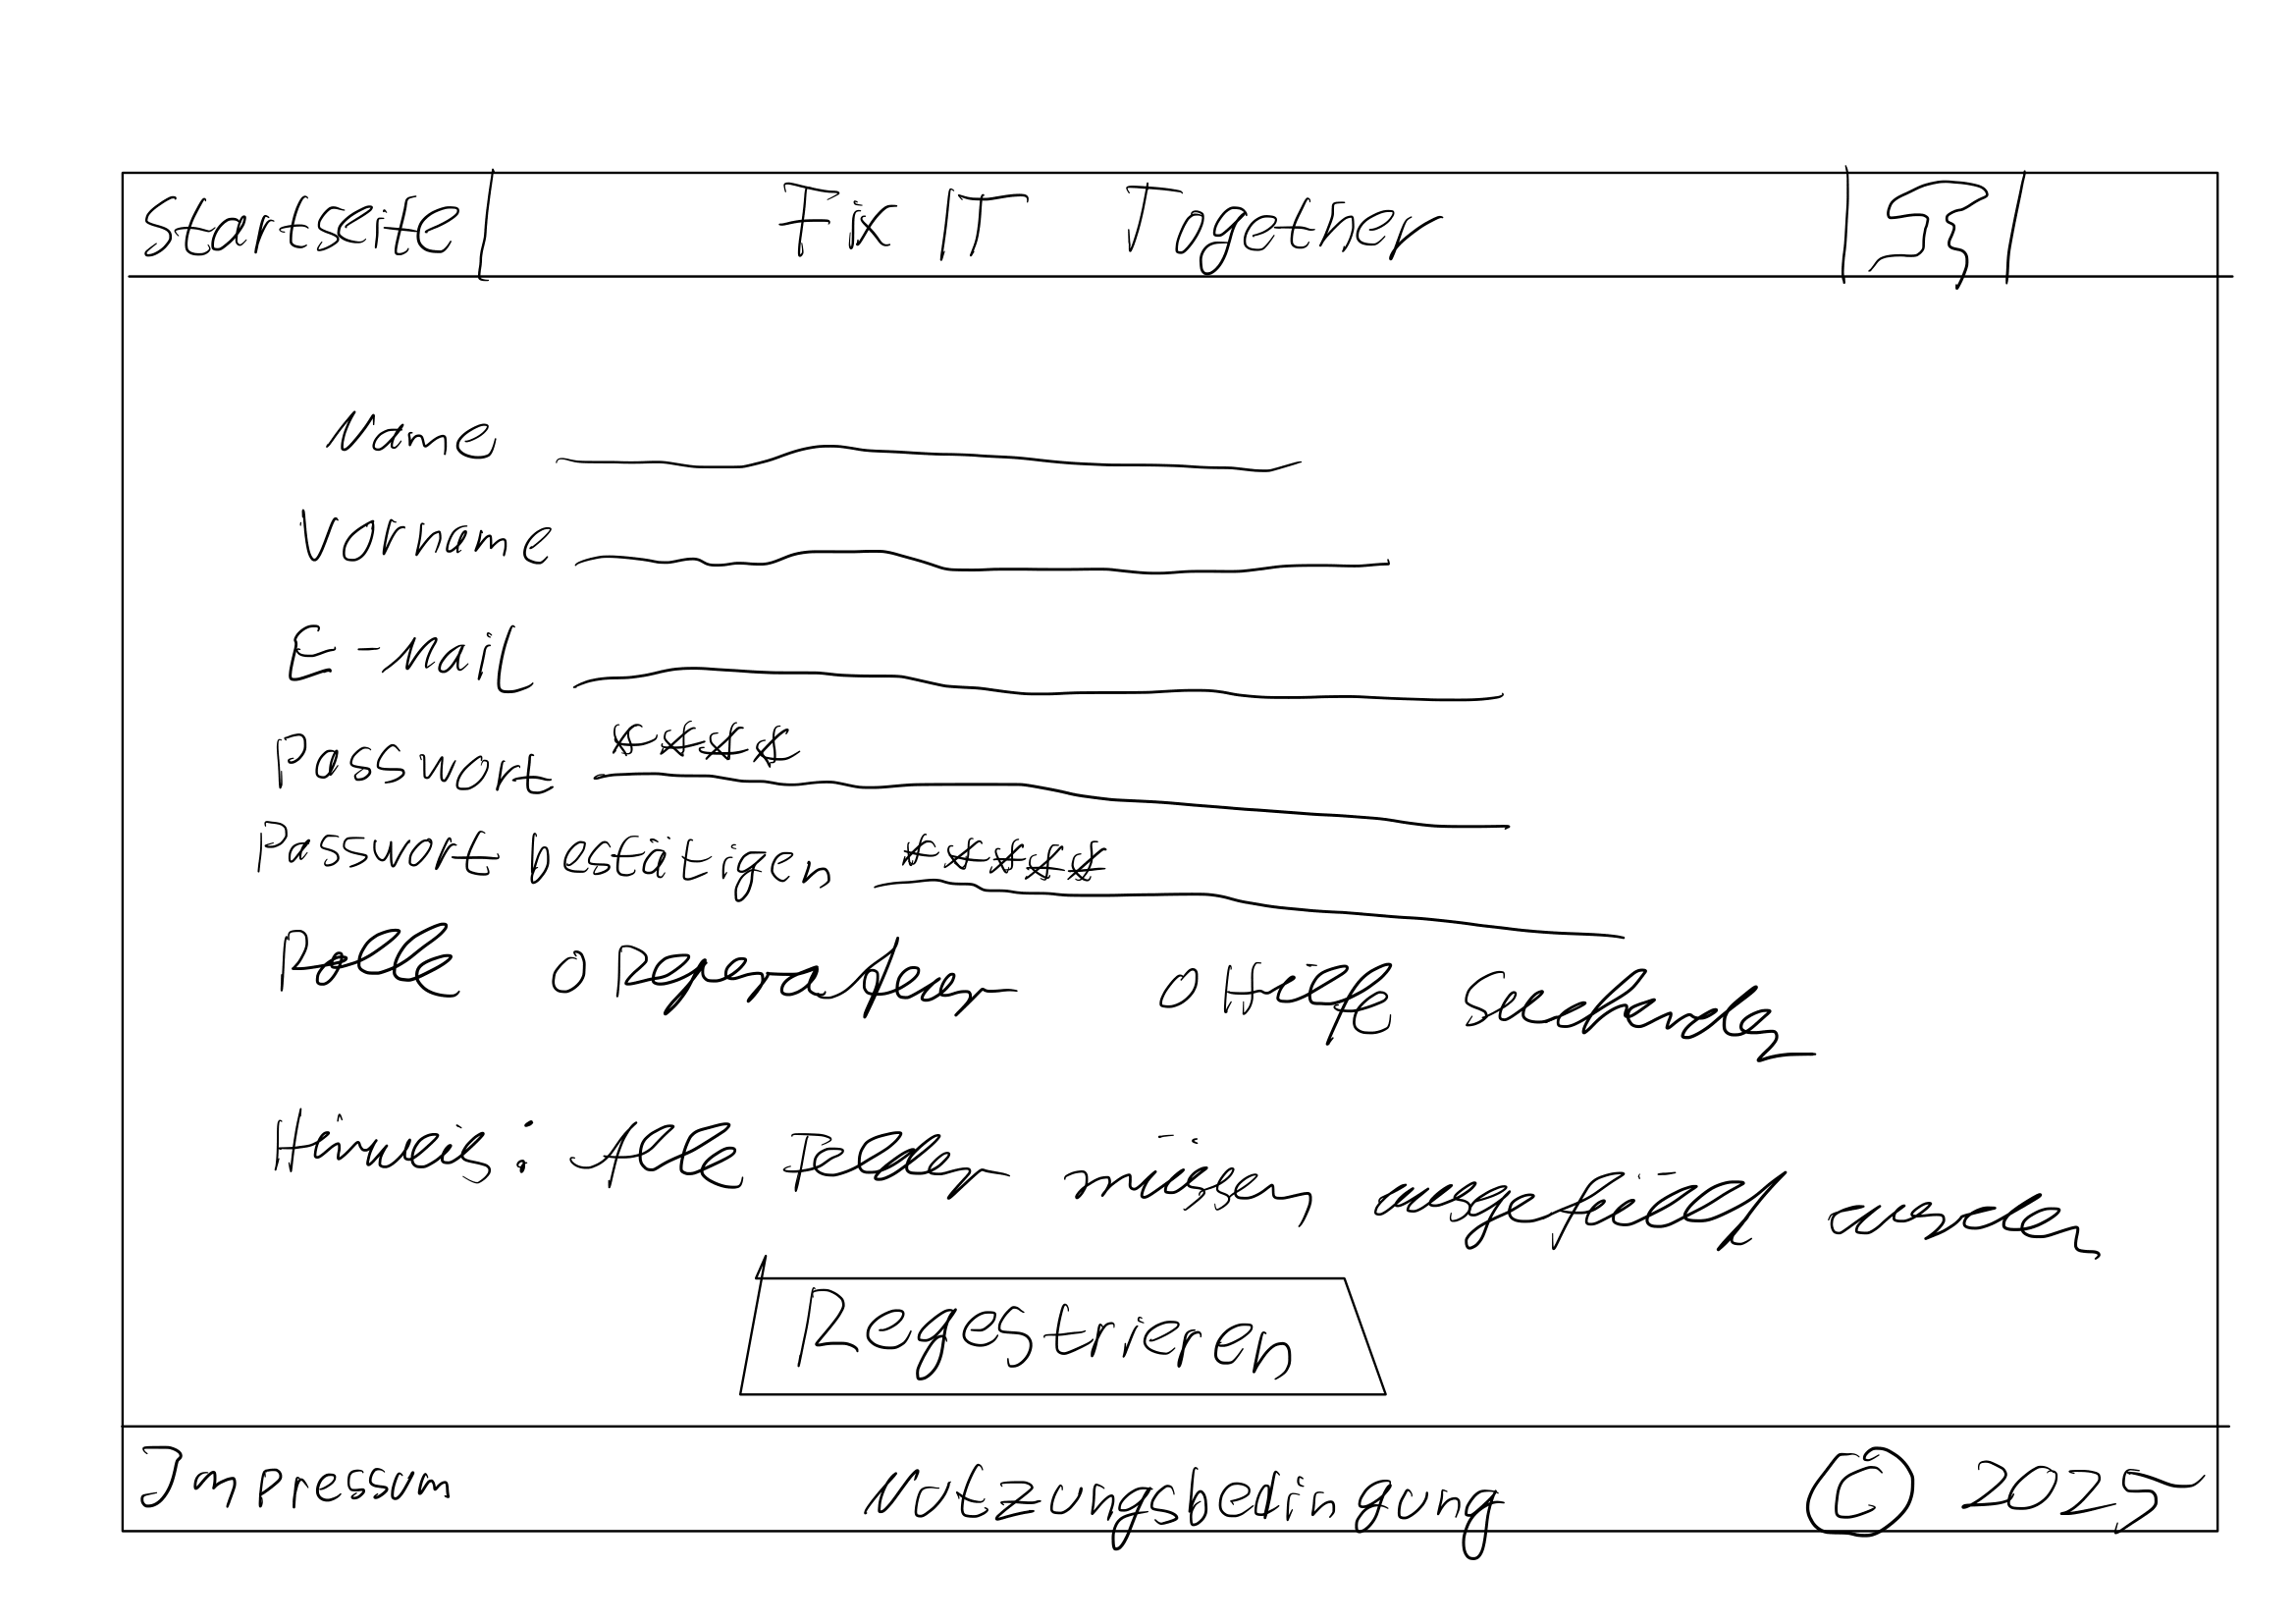 Startseite Fix IT Together
Name
Vorname
E-Mail
Passwort ****
Passwort bestätigen *****
Rolle O Reparateur O Hilfe Suchender
Hinweis: Alle Felder müssen ausgefüllt werden
Regestrieren
Impressum Nutzungsbedingung © 2025